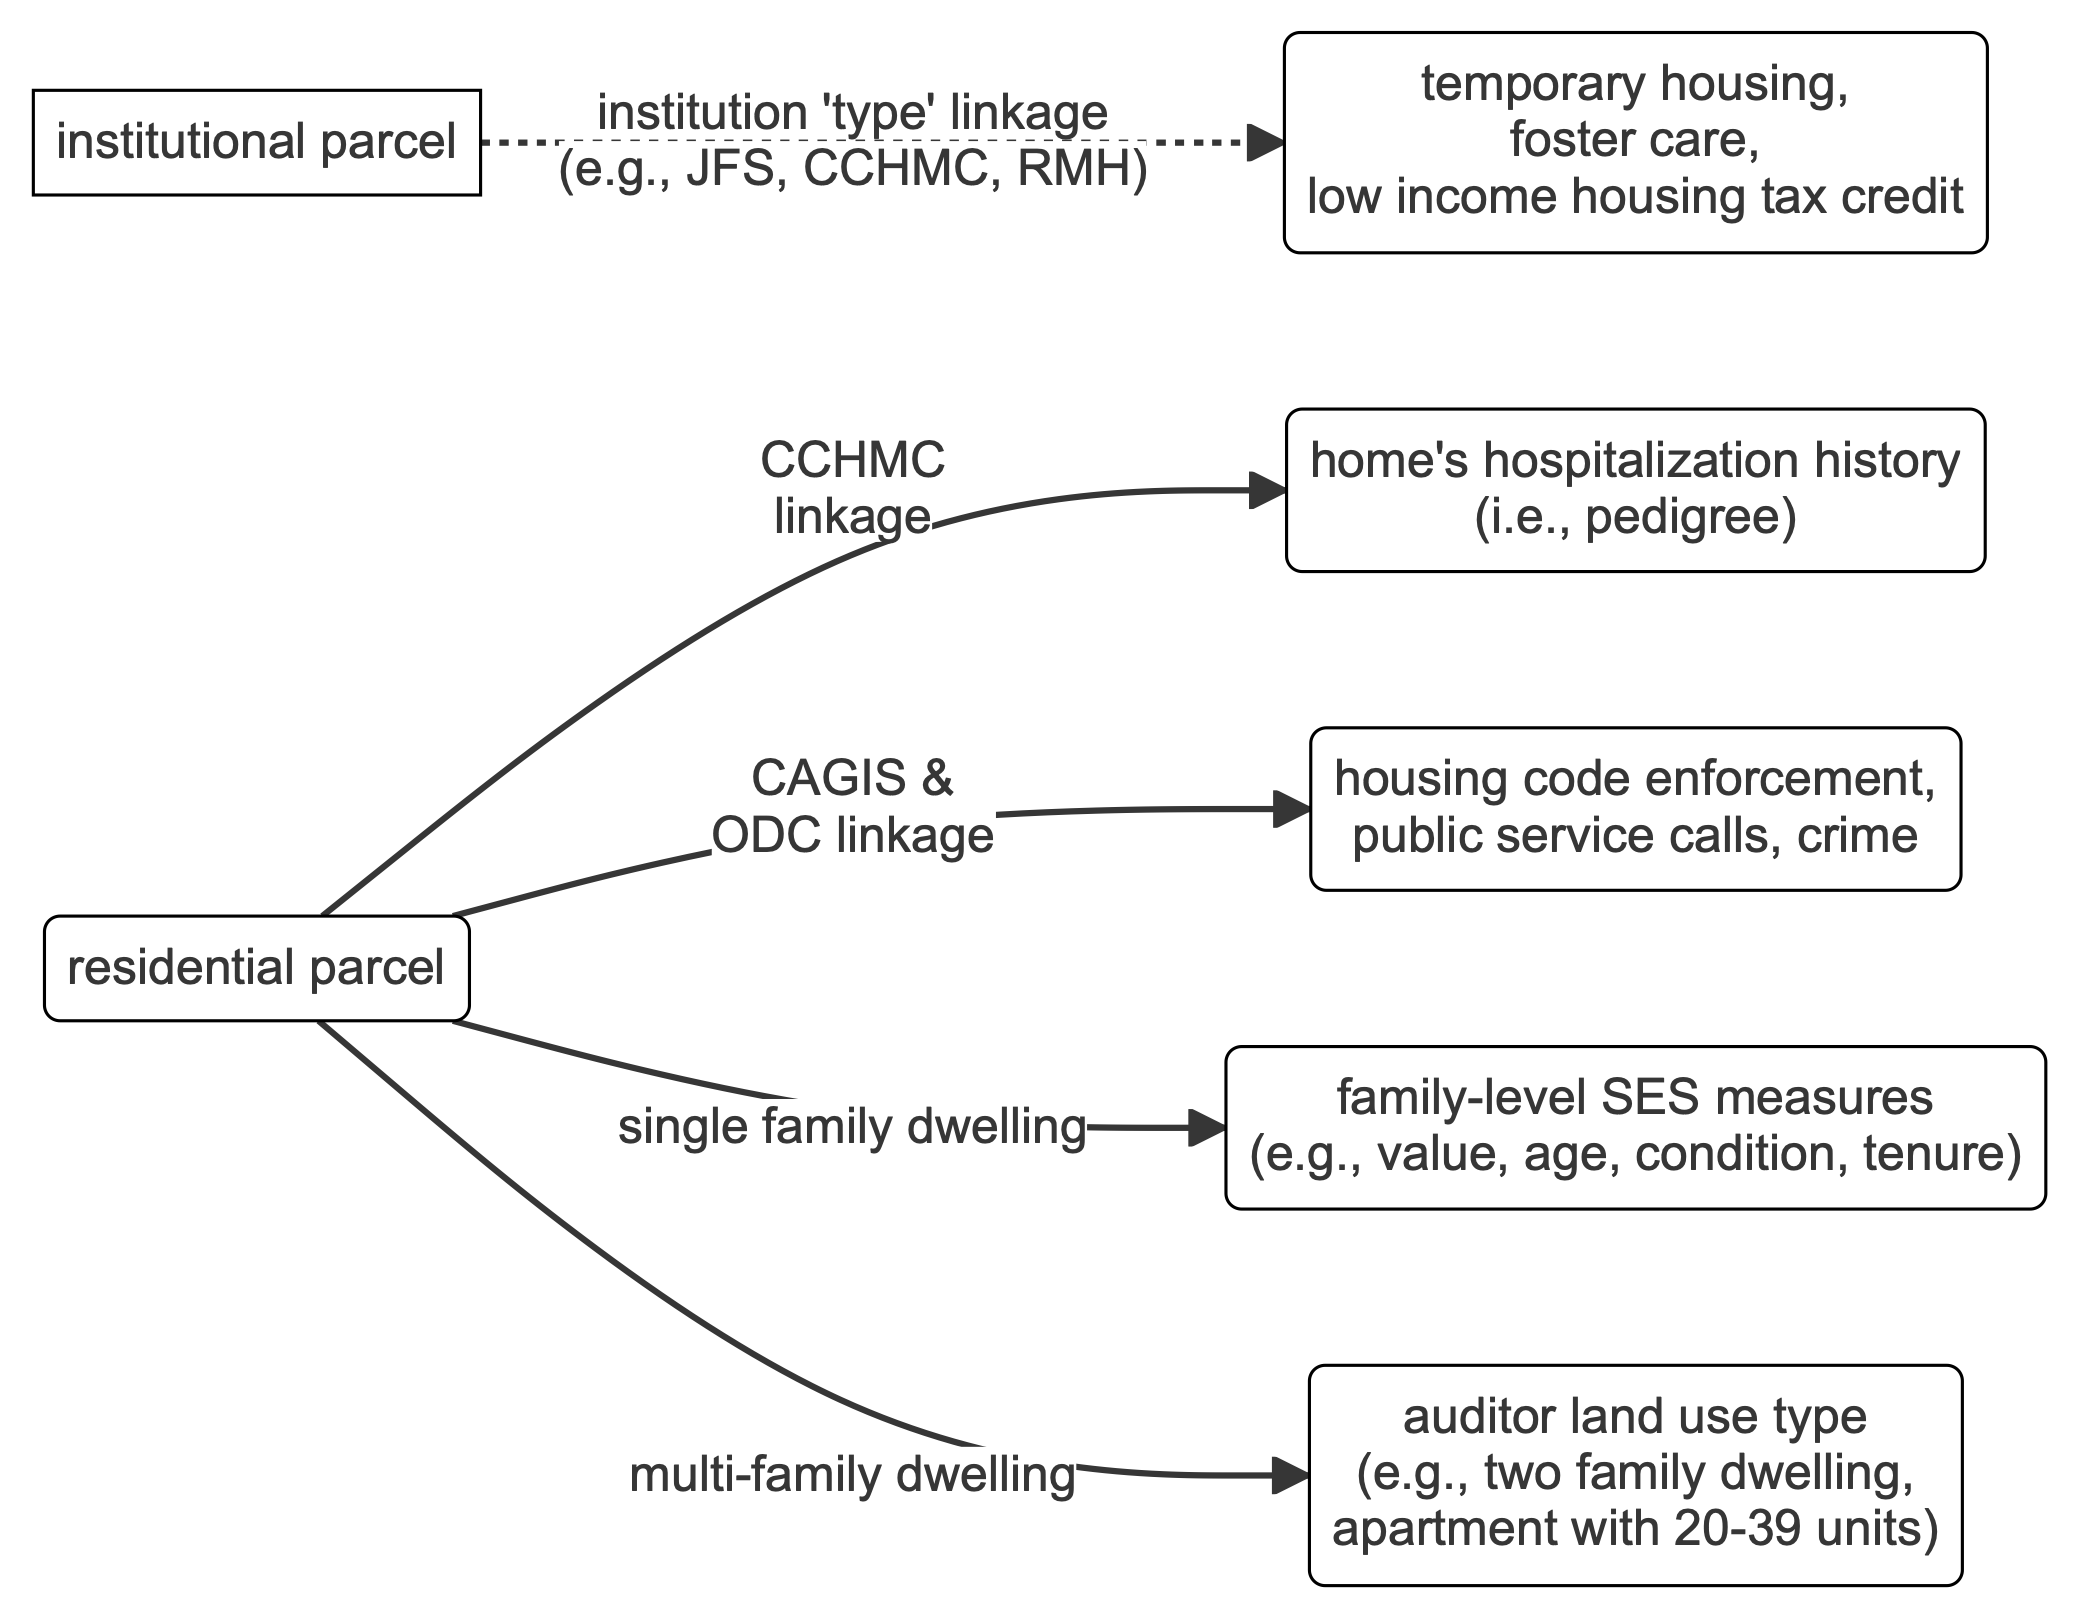 institutional parcel
institution 'type' linkage
(e.g., JFS, CCHMC, RMH)
temporary housing,
foster care,
low income housing tax credit
CCHMC
linkage
home's hospitalization history
(i.e., pedigree)
CAGIS &
ODC linkage
housing code enforcement,
public service calls, crime
residential parcel
single family dwelling
family-level SES measures
(e.g., value, age, condition, tenure)
multi-family dwelling
auditor land use type
(e.g., two family dwelling,
apartment with 20-39 units)